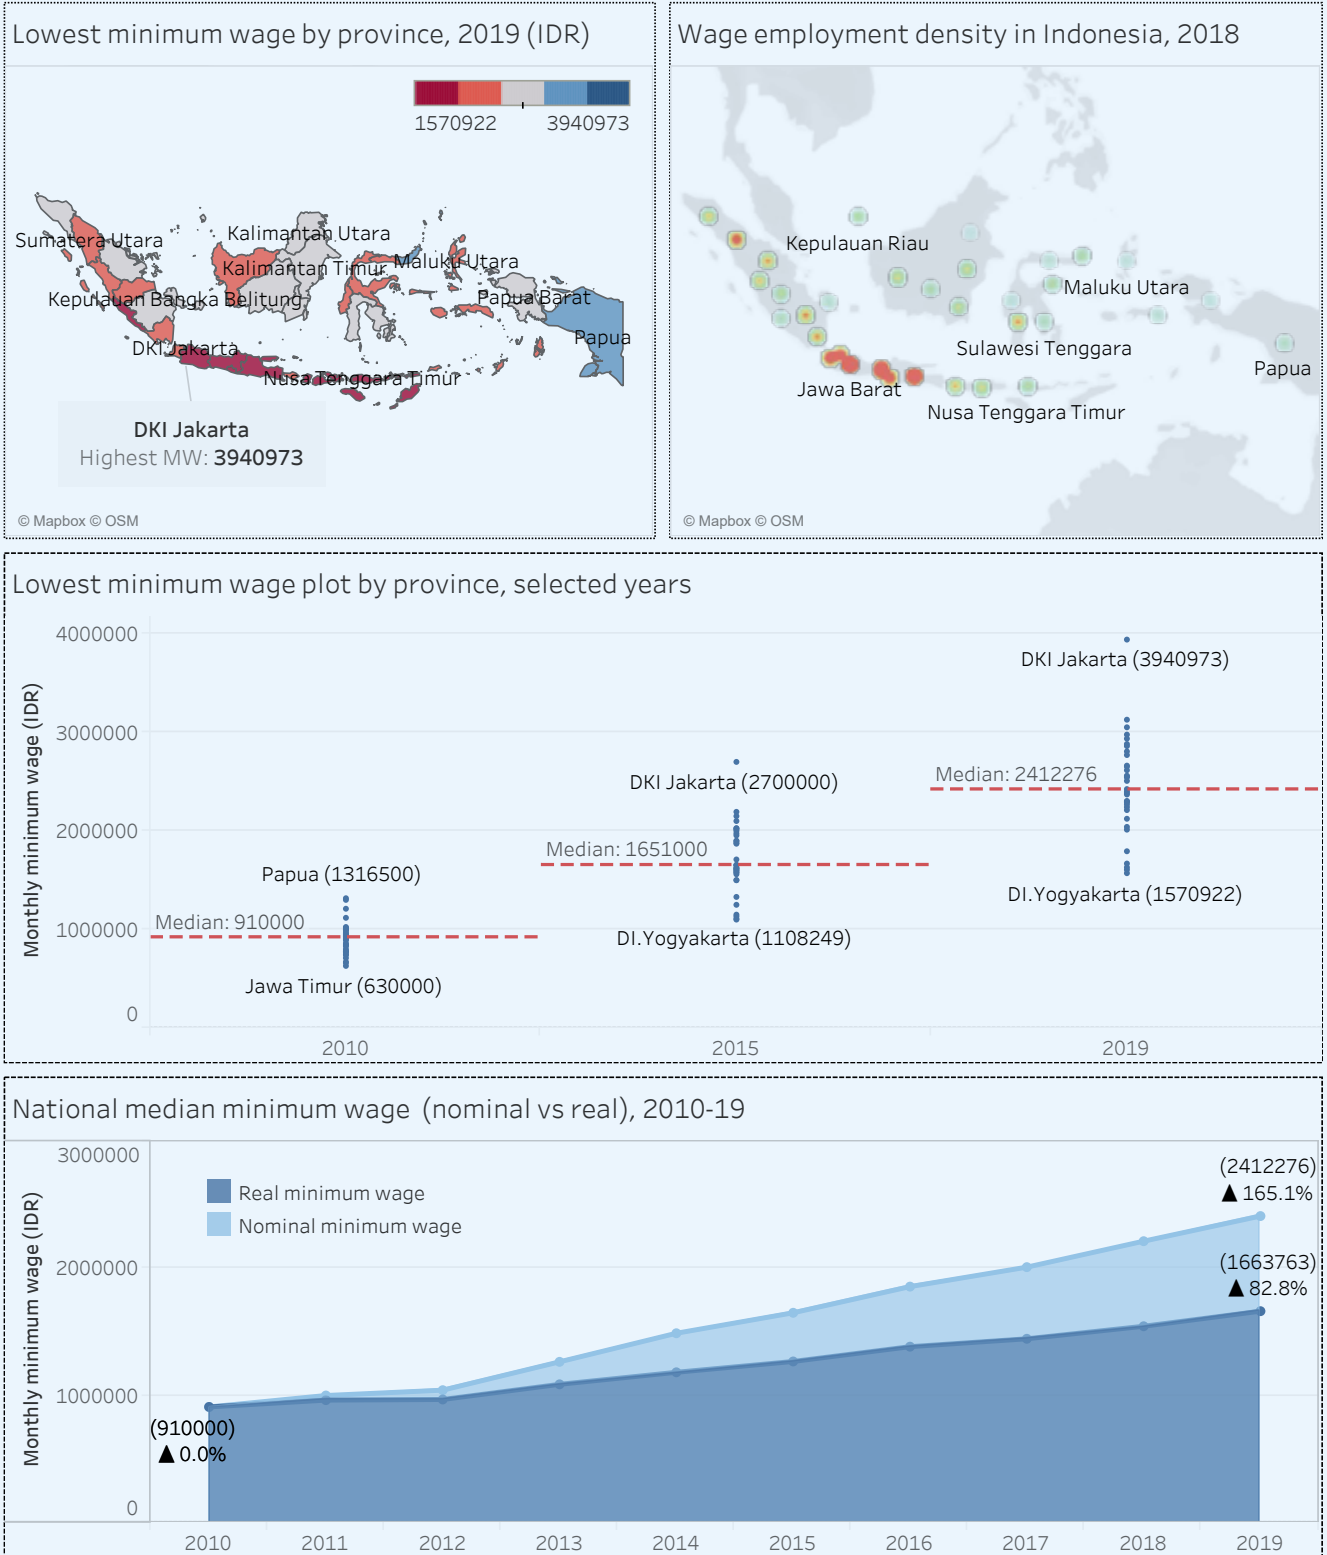 Lowest minimum wage by province, 2019 (IDR)
1570922 3940973
Sumatera Utara
Kalimantan Utara
Kalimantan Timur
Maluku Utara
Kepulauan Bangka Belitung
Papua Barat
Papua
DKI Jakarta
Nusa Tenggara Timur
DKI Jakarta
Highest MW: 3940973
© Mapbox © OSM
Wage employment density in Indonesia, 2018
Kepulauan Riau
Maluku Utara
Sulawesi Tenggara
Papua
Jawa Barat
Nusa Tenggara Timur
© Mapbox © OSM
Lowest minimum wage plot by province, selected years
Monthly minimum wage (IDR)
4000000
3000000
2000000
1000000
0
DKI Jakarta (3940973)
Median: 2412276
DKI Jakarta (2700000)
Median: 1651000
Papua (1316500)
DI.Yogyakarta (1570922)
Median: 910000
DI.Yogyakarta (1108249)
Jawa Timur (630000)
2010 2015 2019
National median minimum wage (nominal vs real), 2010-19
Monthly minimum wage (IDR)
3000000
2000000
1000000
0
Real minimum wage
Nominal minimum wage
(2412276)
▲ 165.1%
(1663763)
▲ 82.8%
(910000)
▲ 0.0%
2010 2011 2012 2013 2014 2015 2016 2017 2018 2019